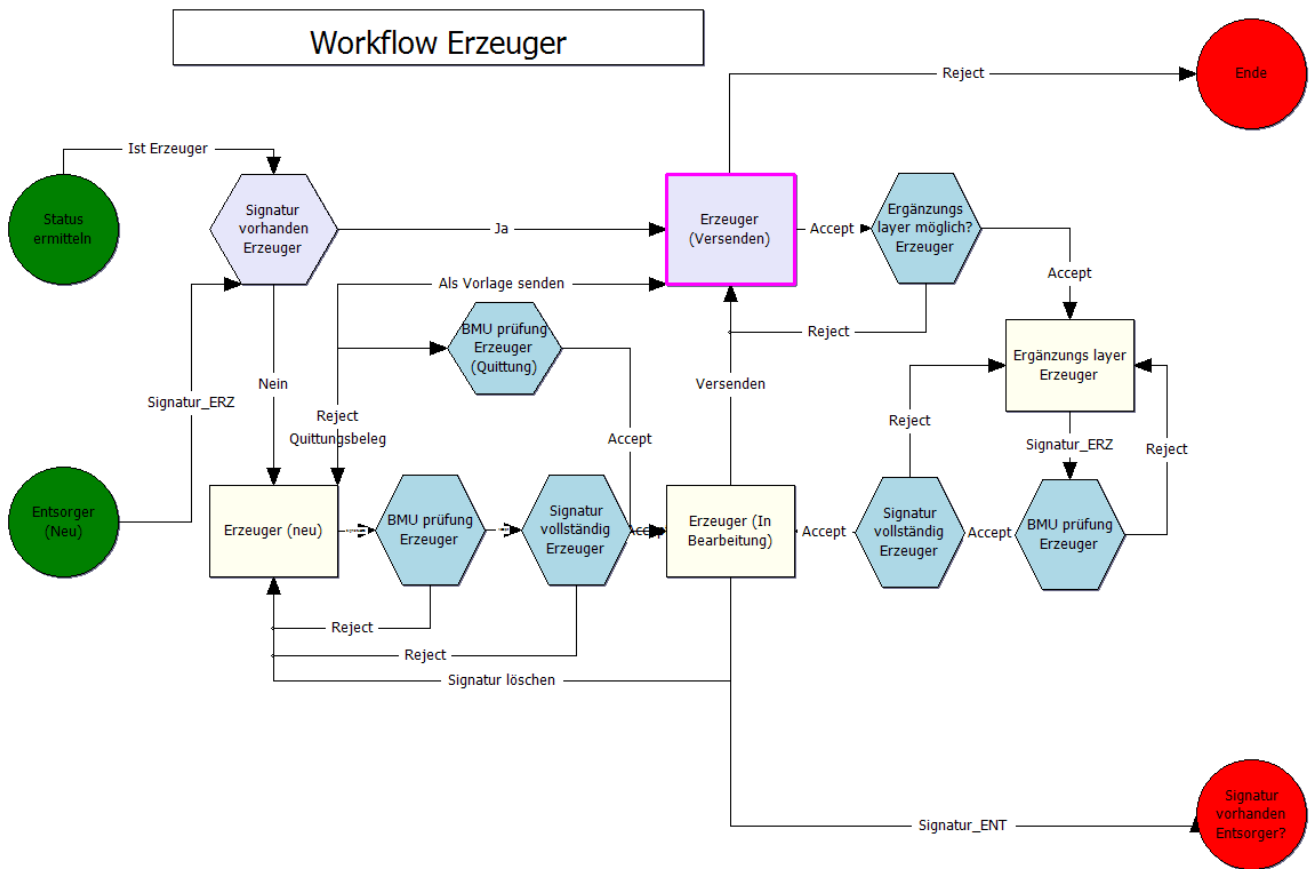 Workflow Erzeuger
Reject
Ende
Ist Erzeuger
Status
ermitteln
Signatur
vorhanden
Erzeuger
Ja
Erzeuger
(Versenden)
Accept
Ergänzungs
layer möglich?
Erzeuger
Accept
Als Vorlage senden
Reject
BMU prüfung
Erzeuger
(Quittung)
Ergänzungs layer
Erzeuger
Nein
Versenden
Signatur_ERZ
Reject
Quittungsbeleg
Accept
Reject
Signatur_ERZ
Reject
Entsorger
(Neu)
Erzeuger (neu)
BMU prüfung
Erzeuger
Signatur
vollständig
Erzeuger
Accept
Erzeuger (In
Bearbeitung)
Accept
Signatur
vollständig
Erzeuger
Accept
BMU prüfung
Erzeuger
Reject
Reject
Signatur löschen
Signatur_ENT
Signatur
vorhanden
Entsorger?